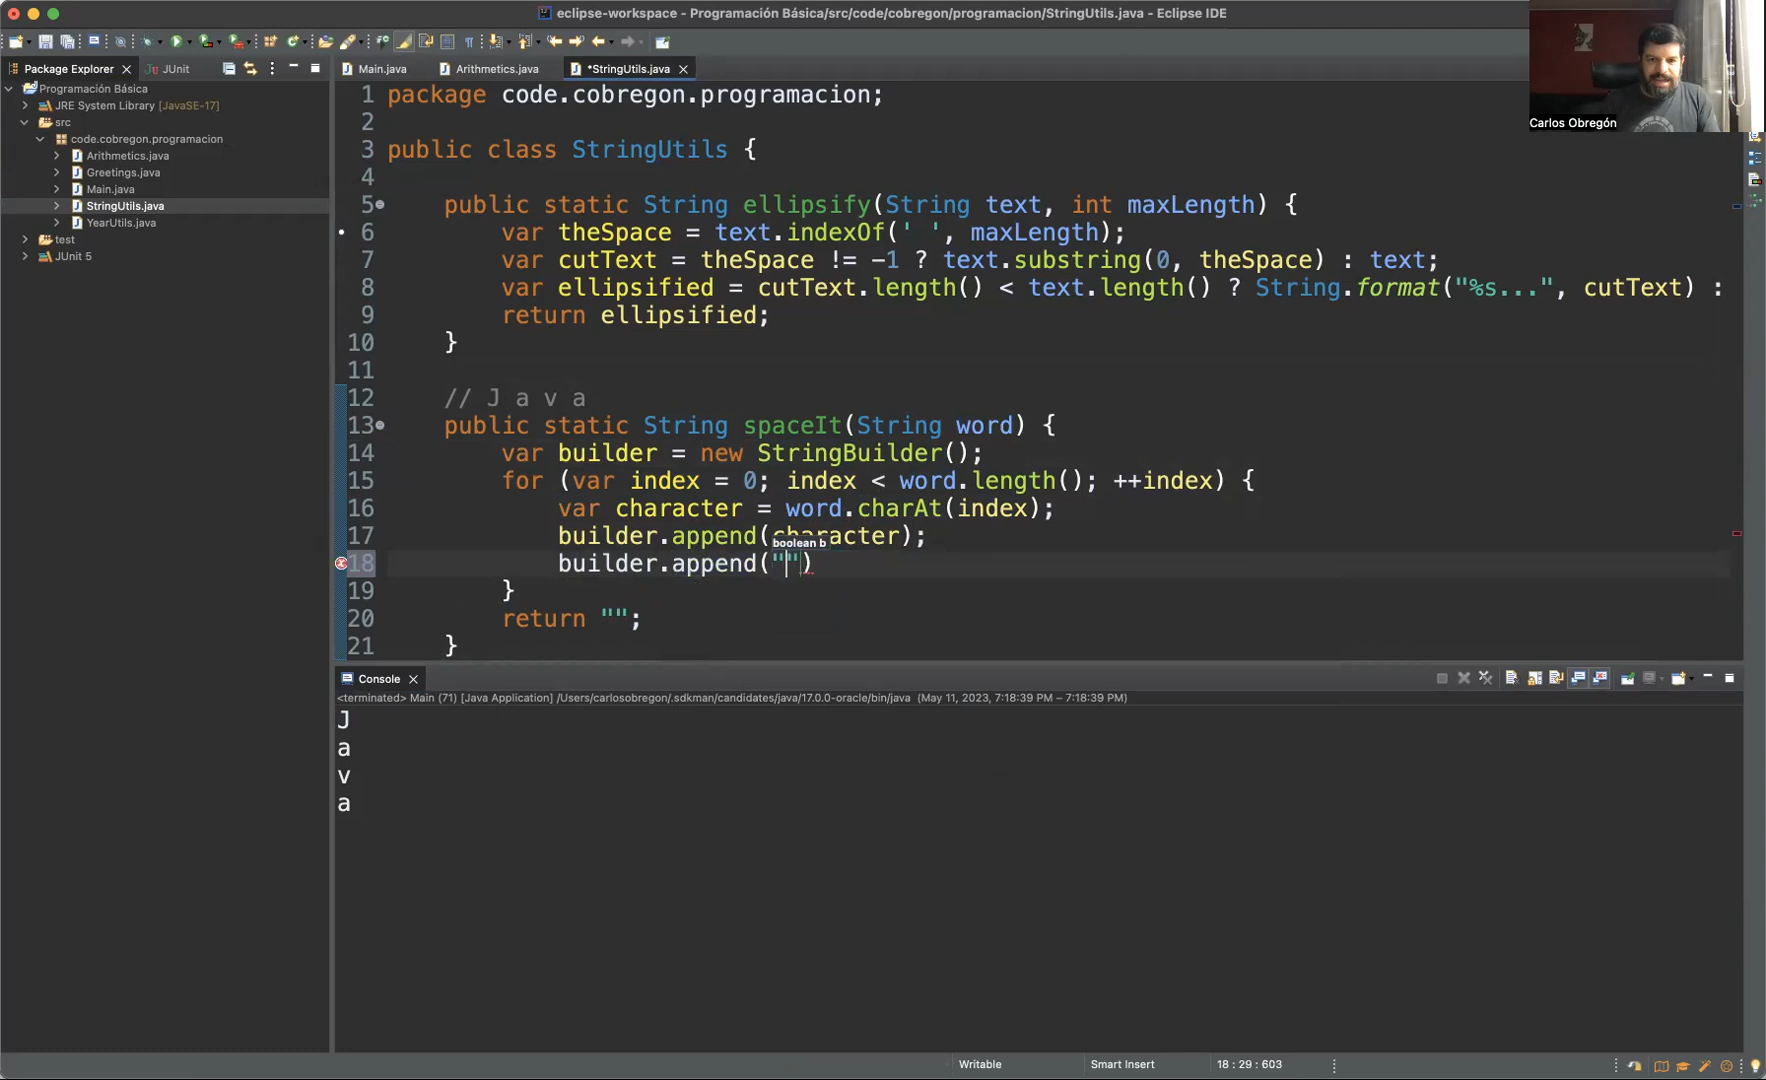 eclipse-workspace - Programación Básica/src/code/cobregon/programacion/StringUtils.java - Eclipse IDE
Package Explorer
JUnit
Main.java
Arithmetics.java
*StringUtils.java
Programación Básica
JRE System Library [JavaSE-17]
src
code.cobregon.programacion
Arithmetics.java
Greetings.java
Main.java
StringUtils.java
YearUtils.java
test
JUnit 5
Carlos Obregón
1 package code.cobregon.programacion;
2
3 public class StringUtils {
4
5 public static String ellipsify(String text, int maxLength) {
6 var theSpace = text.indexOf(' ', maxLength);
7 var cutText = theSpace != -1 ? text.substring(0, theSpace) : text;
8 var ellipsified = cutText.length() < text.length() ? String.format("%s...", cutText) :
9 return ellipsified;
10 }
11
12 // J a v a
13 public static String spaceIt(String word) {
14 var builder = new StringBuilder();
15 for (var index = 0; index < word.length(); ++index) {
16 var character = word.charAt(index);
17 builder.append(character);
boolean b
18 builder.append("")
19 }
20 return "";
21 }
Console
<terminated> Main (71) [Java Application] /Users/carlosobregon/.sdkman/candidates/java/17.0.0-oracle/bin/java (May 11, 2023, 7:18:39 PM – 7:18:39 PM)
J
a
v
a
Writable
Smart Insert
18 : 29 : 603